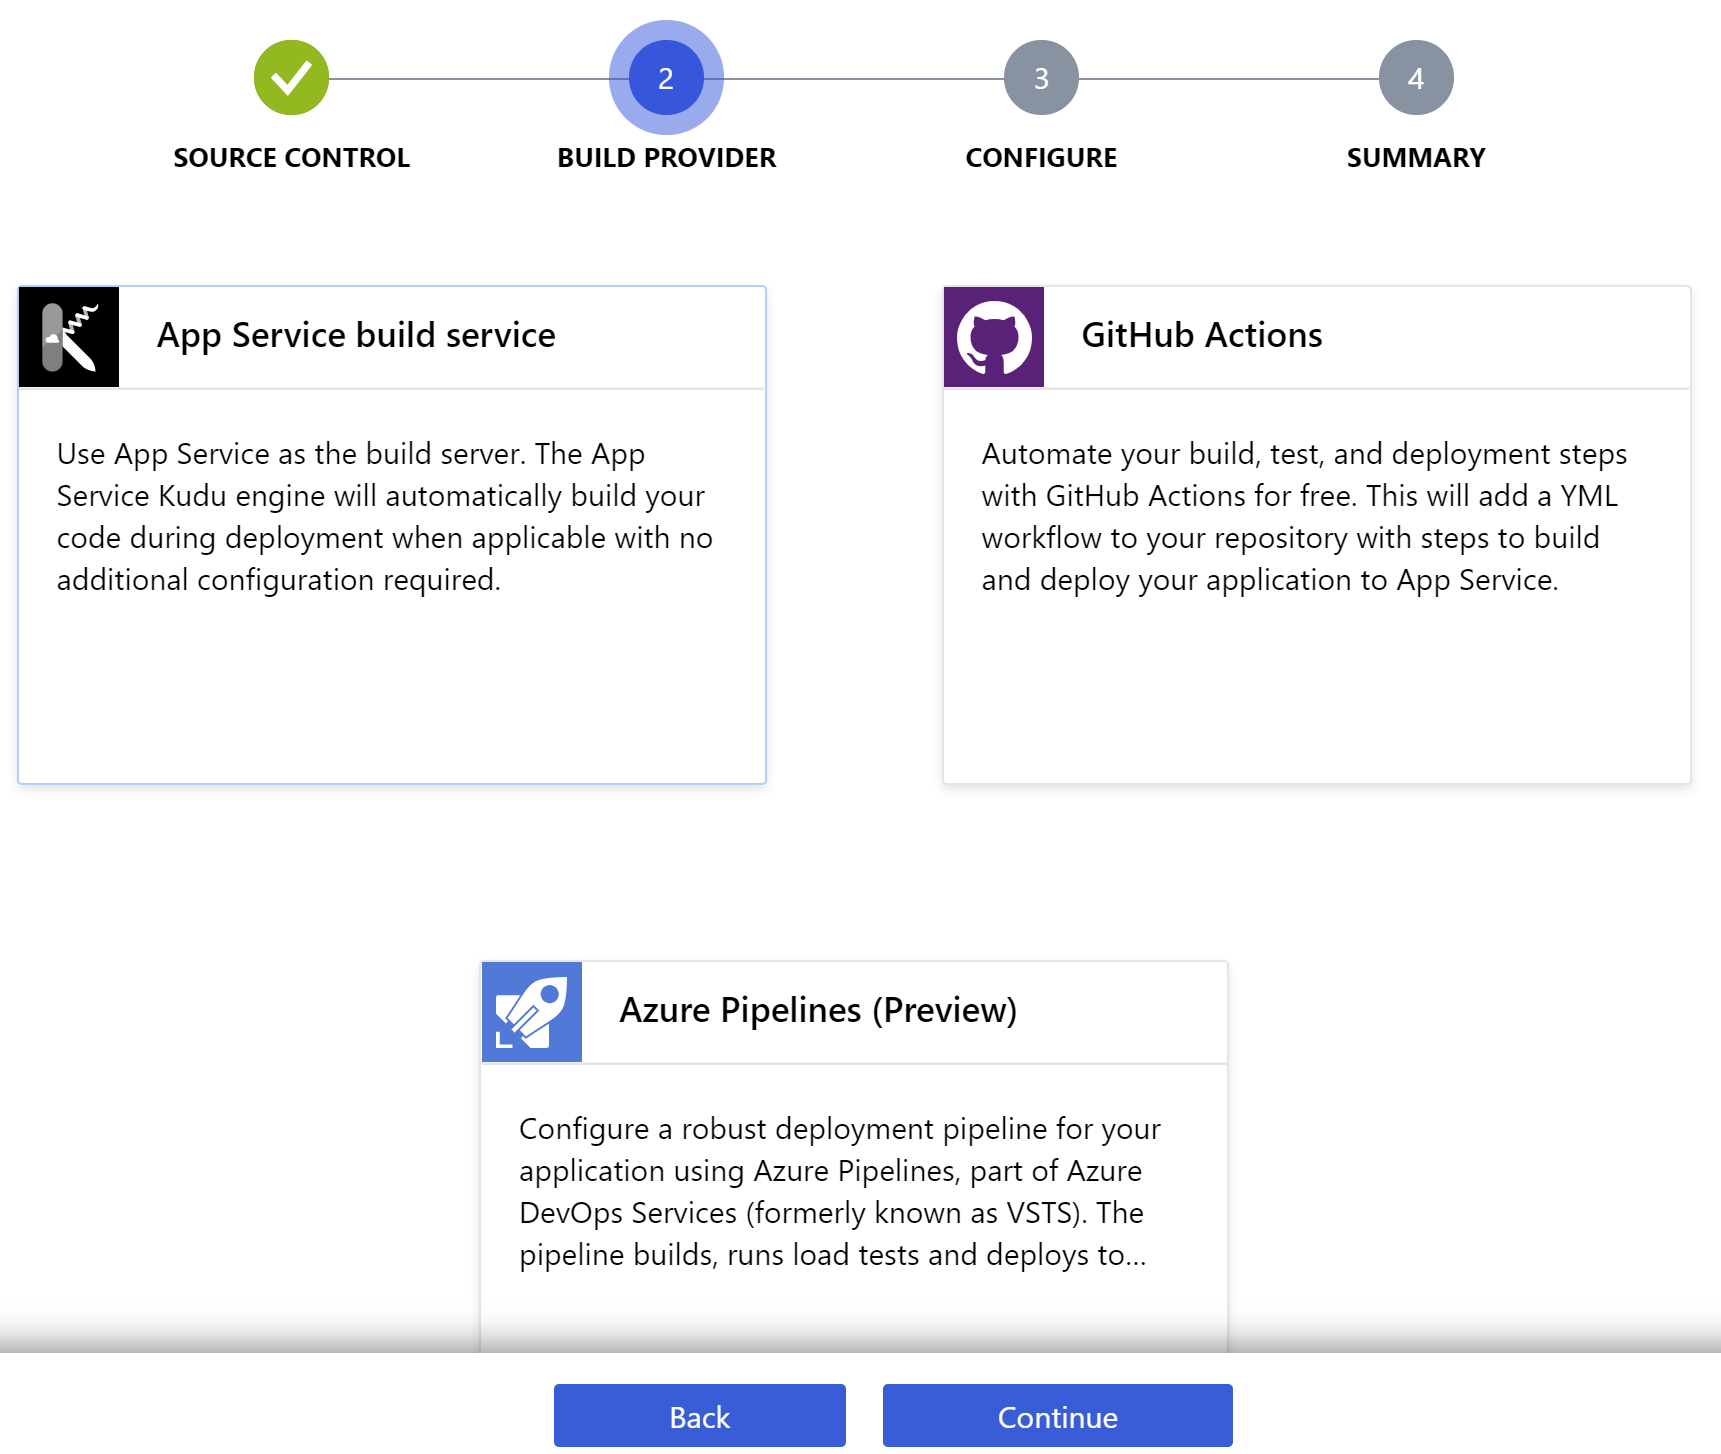 2
3
4
SOURCE CONTROL
BUILD PROVIDER
CONFIGURE
SUMMARY
App Service build service
Use App Service as the build server. The App
Service Kudu engine will automatically build your
code during deployment when applicable with no
additional configuration required.
GitHub Actions
Automate your build, test, and deployment steps
with GitHub Actions for free. This will add a YML
workflow to your repository with steps to build
and deploy your application to App Service.
Azure Pipelines (Preview)
Configure a robust deployment pipeline for your
application using Azure Pipelines, part of Azure
DevOps Services (formerly known as VSTS). The
pipeline builds, runs load tests and deploys to...
Back
Continue